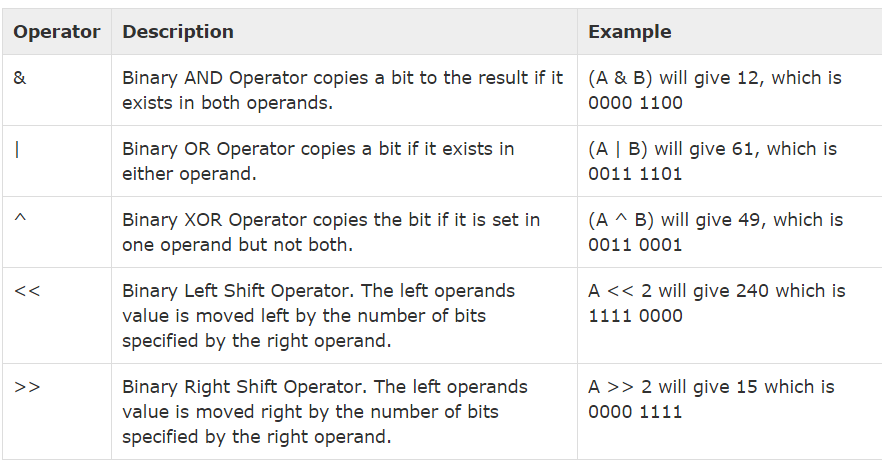 Operator Description Example
& Binary AND Operator copies a bit to the result if it (A & B) will give 12, which is
exists in both operands. 0000 1100
| Binary OR Operator copies a bit if it exists in (A | B) will give 61, which is
either operand. 0011 1101
^ Binary XOR Operator copies the bit if it is set in (A ^ B) will give 49, which is
one operand but not both. 0011 0001
<< Binary Left Shift Operator. The left operands A << 2 will give 240 which is
value is moved left by the number of bits 1111 0000
specified by the right operand.
>> Binary Right Shift Operator. The left operands A >> 2 will give 15 which is
value is moved right by the number of bits 0000 1111
specified by the right operand.